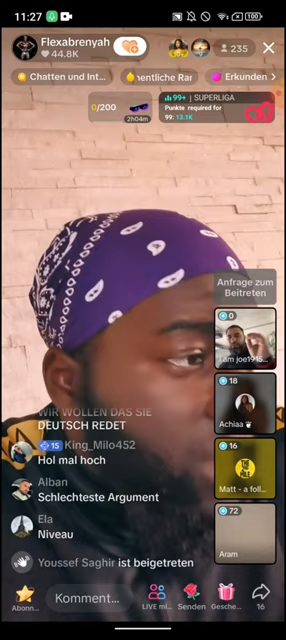 11:27
100
Flexabrenyah
44.8K
235
Chatten und Int...
entliche Ran
Erkunden
0/200
2h04m
99+ | SUPERLIGA
Punkte required for
99: 13.1K
Anfrage zum
Beitreten
0
I am joe1915...
18
Achiaa
16
Matt - a foll...
72
Aram
WIR WOLLEN DAS SIE
DEUTSCH REDET
15 King_Milo452
Hol mal hoch
Alban
Schlechteste Argument
Ela
Niveau
Youssef Saghir ist beigetreten
Abonn...
Komment...
LIVE mi...
Senden
Gesche...
16